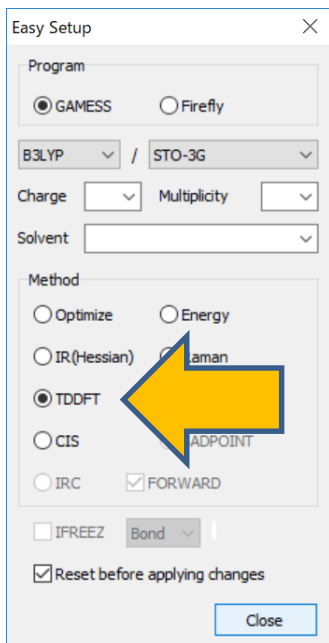 Easy Setup
Program
GAMESS Firefly
B3LYP / STO-3G
Charge Multiplicity
Solvent
Method
Optimize Energy
IR(Hessian)
TDDFT
CIS
IRC FORWARD
IFREEZ Bond
Reset before applying changes
Close